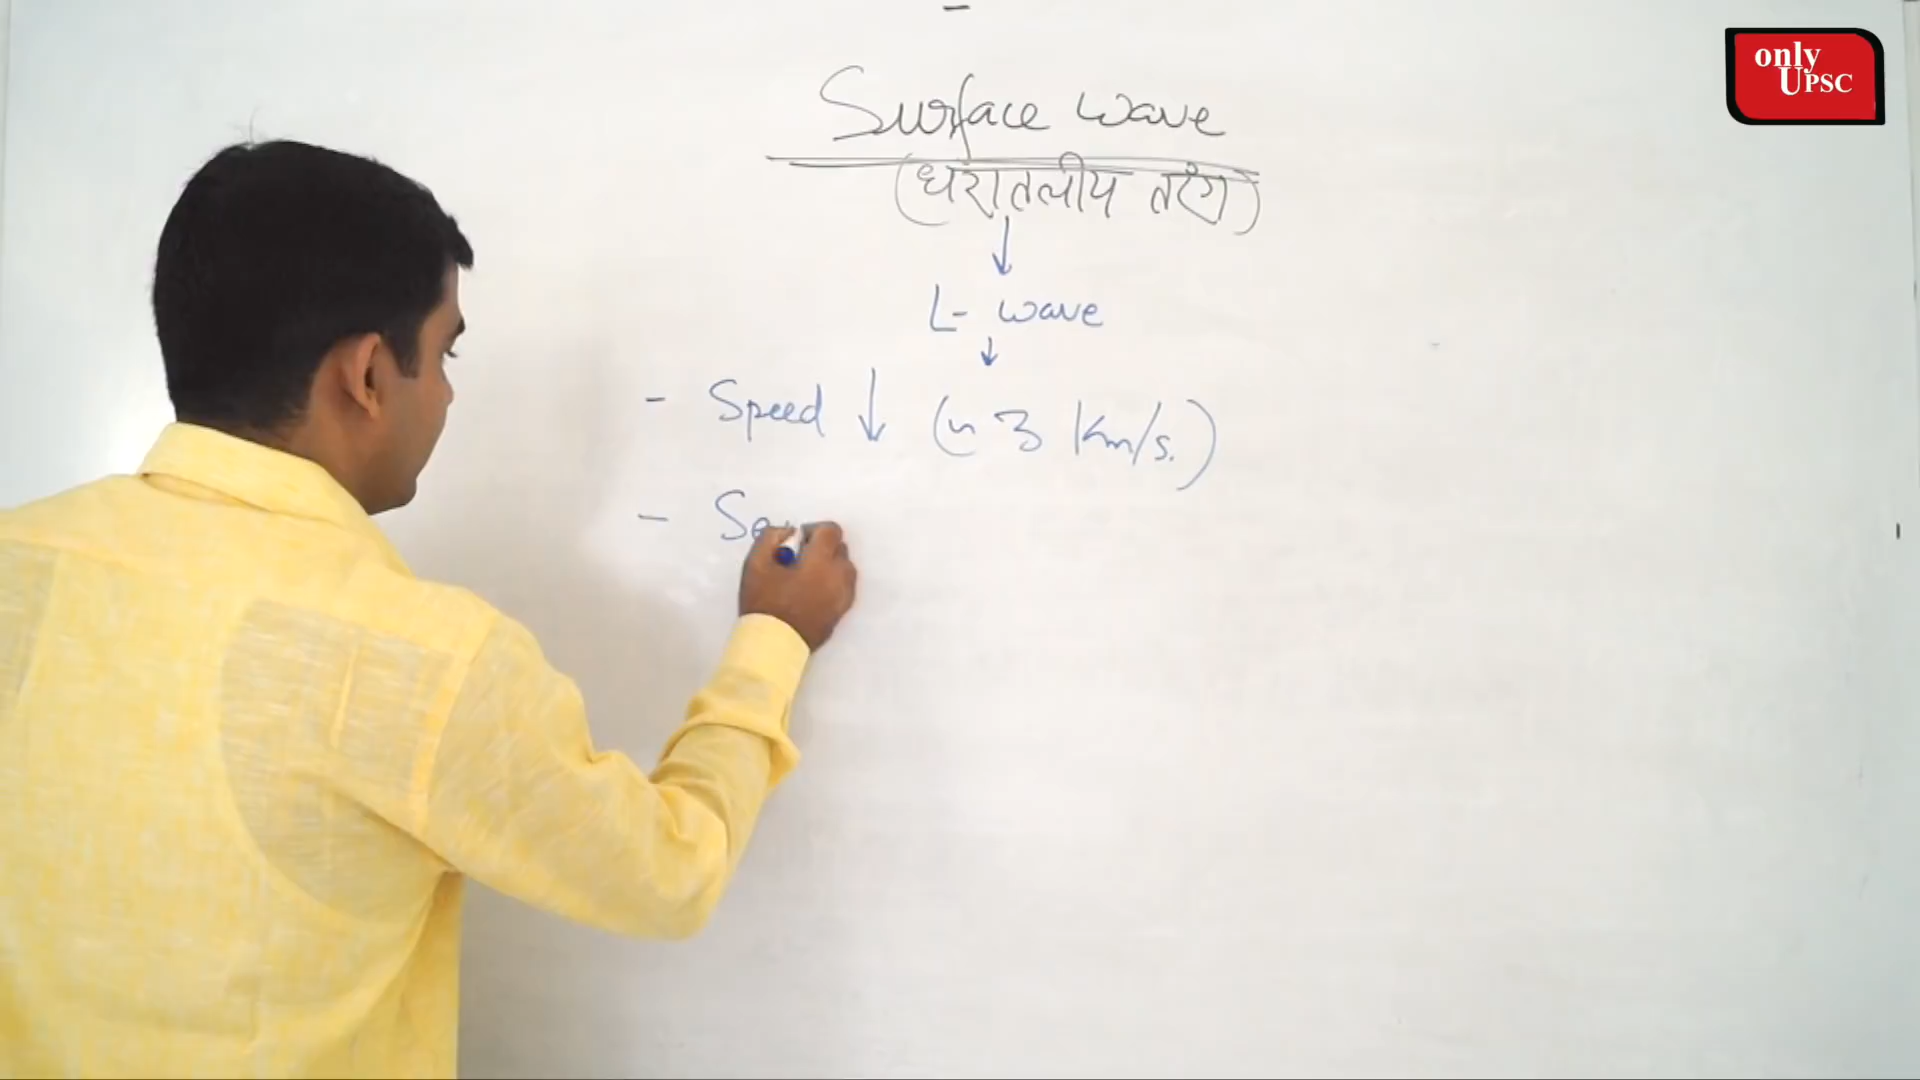 only
UPSC
Surface wave
(धरातलीय तरंग)
↓
L- wave
↓
- Speed ↓ (~ 3 Km/s.)
- Se